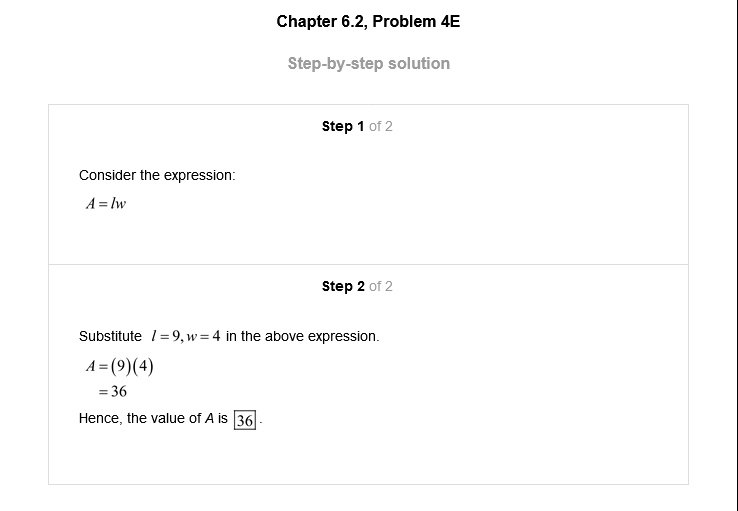 Chapter 6.2, Problem 4E
Step-by-step solution
Step 1 of 2
Consider the expression:
A = lw
Step 2 of 2
Substitute l = 9, w = 4 in the above expression.
A = (9)(4)
= 36
Hence, the value of A is 36.